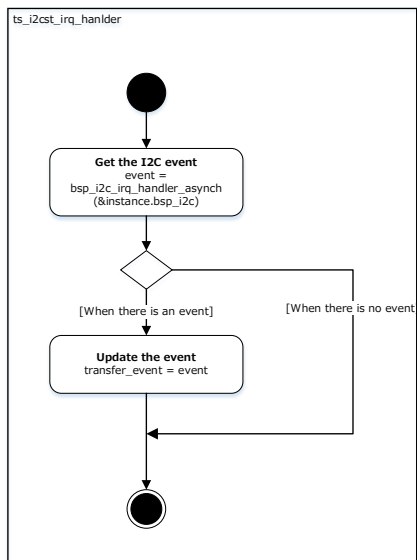 ts_i2cst_irq_hanlder
Get the I2C event
event =
bsp_i2c_irq_handler_asynch
(&instance.bsp_i2c)
[When there is an event]
[When there is no event
Update the event
transfer_event = event